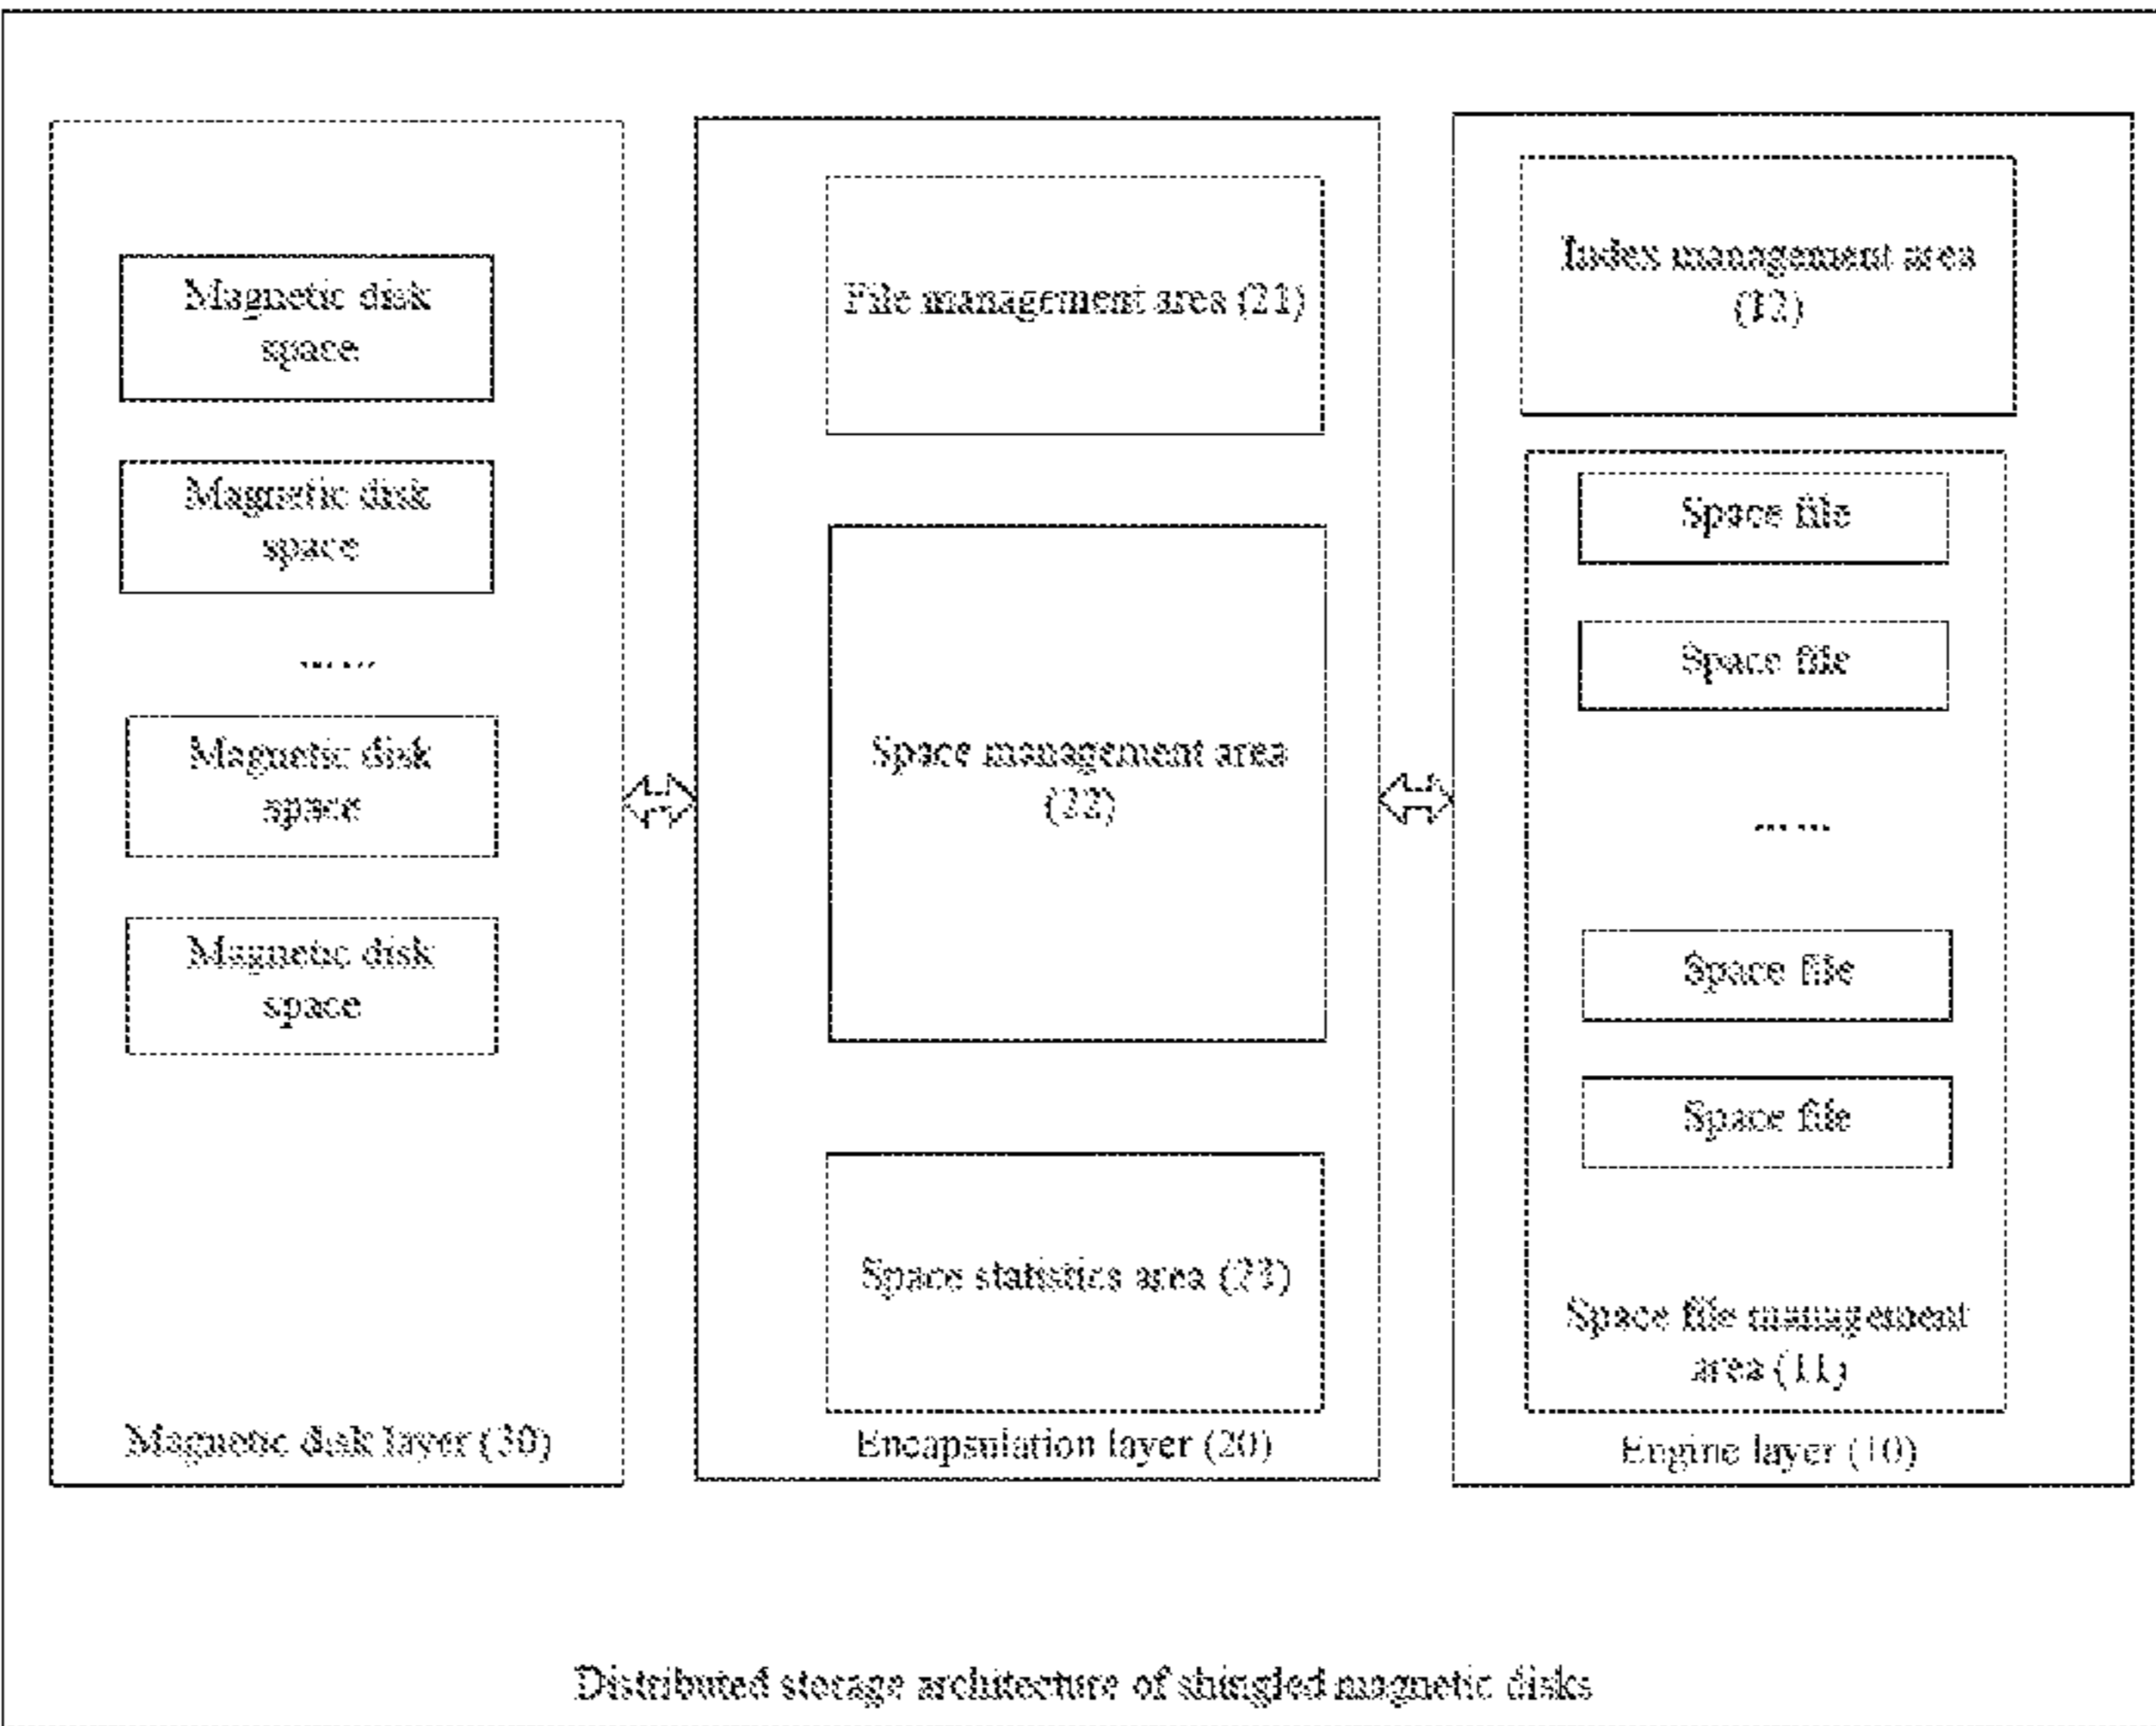 Magnetic disk
space
Magnetic disk
space
......
Magnetic disk
space
Magnetic disk
space
Magnetic disk layer (30)
File management area (21)
Space management area
(22)
Space statistics area (23)
Encapsulation layer (20)
Index management area
(12)
Space file
Space file
......
Space file
Space file
Space file management
area (11)
Engine layer (10)
Distributed storage architecture of shingled magnetic disks